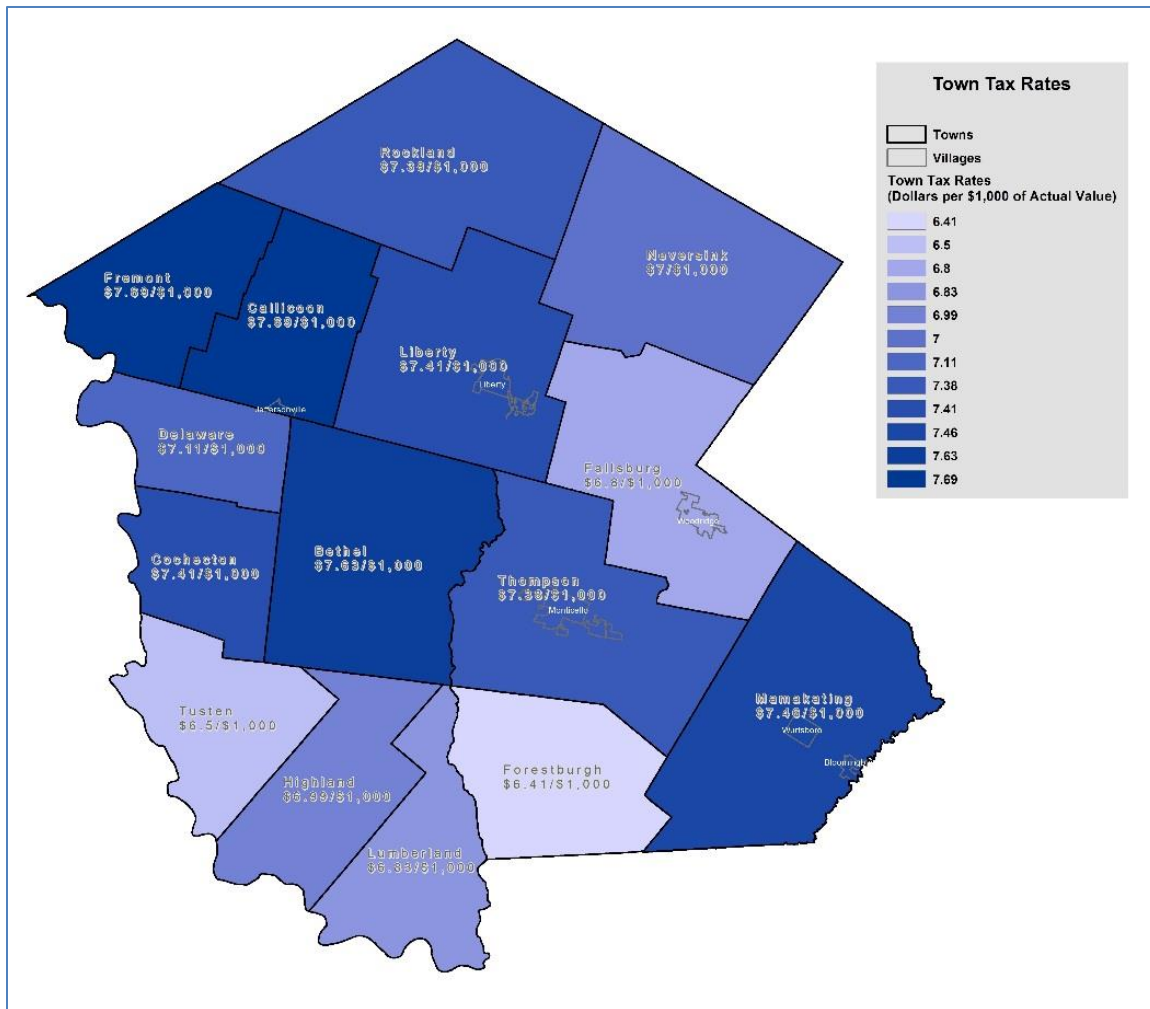 Town Tax Rates
Towns
Villages
Town Tax Rates
(Dollars per $1,000 of Actual Value)
6.41
6.5
6.8
6.83
6.99
7
7.11
7.38
7.41
7.46
7.63
7.69
Rockland
$7.38/$1,000
Neversink
$7/$1,000
Fremont
$7.69/$1,000
Callicoon
$7.69/$1,000
Liberty
$7.41/$1,000
Liberty
Jeffersonville
Delaware
$7.11/$1,000
Fallsburg
$6.8/$1,000
Woodridge
Cochecton
$7.41/$1,000
Bethel
$7.63/$1,000
Thompson
$7.38/$1,000
Monticello
Mamakating
$7.46/$1,000
Wurtsboro
Tusten
$6.5/$1,000
Highland
$6.99/$1,000
Forestburgh
$6.41/$1,000
Lumberland
$6.83/$1,000